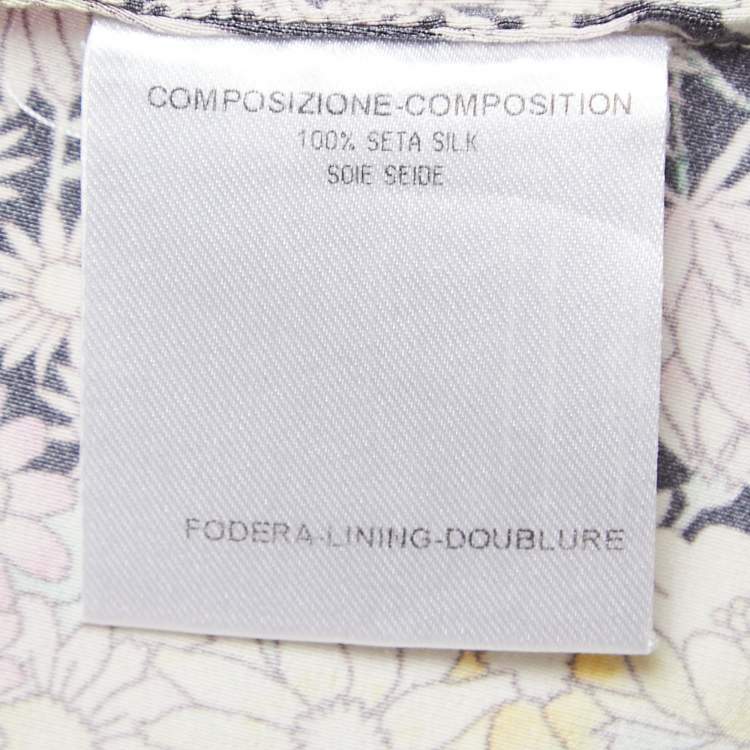 COMPOSIZIONE-COMPOSITION
100% SETA SILK
SOIE SEIDE
FODERA-LINING-DOUBLURE